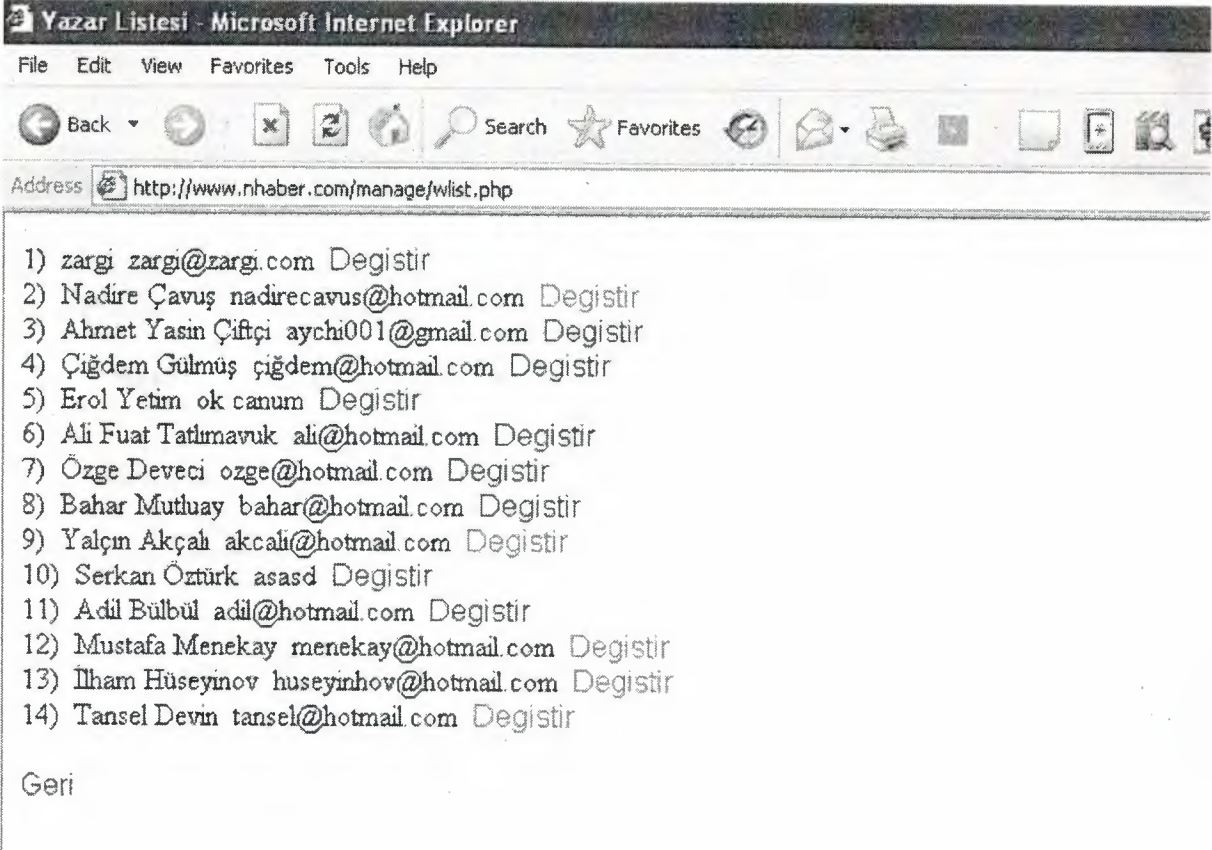 Yazar Listesi - Microsoft Internet Explorer
File Edit View Favorites Tools Help
Back Search Favorites
Address http://www.nhaber.com/manage/wlist.php
1) zargi zargi@zargi.com Degistir
2) Nadire Çavuş nadirecavus@hotmail.com Degistir
3) Ahmet Yasin Çiftçi aychi001@gmail.com Degistir
4) Çiğdem Gülmüş çiğdem@hotmail.com Degistir
5) Erol Yetim ok canum Degistir
6) Ali Fuat Tatlımavuk ali@hotmail.com Degistir
7) Özge Deveci ozge@hotmail.com Degistir
8) Bahar Mutluay bahar@hotmail.com Degistir
9) Yalçın Akçalı akcali@hotmail.com Degistir
10) Serkan Öztürk asasd Degistir
11) Adil Bülbül adil@hotmail.com Degistir
12) Mustafa Menekay menekay@hotmail.com Degistir
13) İlham Hüseyinov huseyinhov@hotmail.com Degistir
14) Tansel Devin tansel@hotmail.com Degistir
Geri